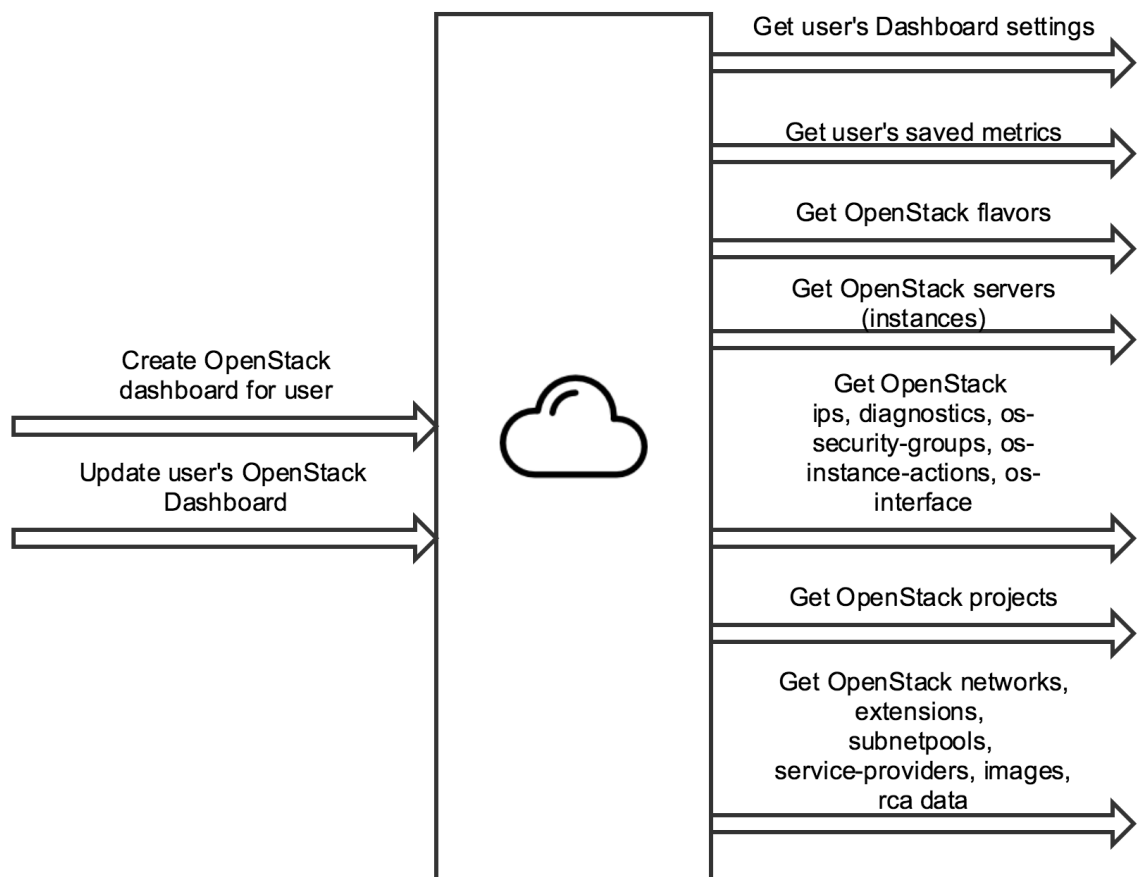 Get user's Dashboard settings
Get user's saved metrics
Get OpenStack flavors
Get OpenStack servers
(instances)
Create OpenStack
dashboard for user
Get OpenStack
ips, diagnostics, os-
security-groups, os-
instance-actions, os-
interface
Update user's OpenStack
Dashboard
Get OpenStack projects
Get OpenStack networks,
extensions,
subnetpools,
service-providers, images,
rca data